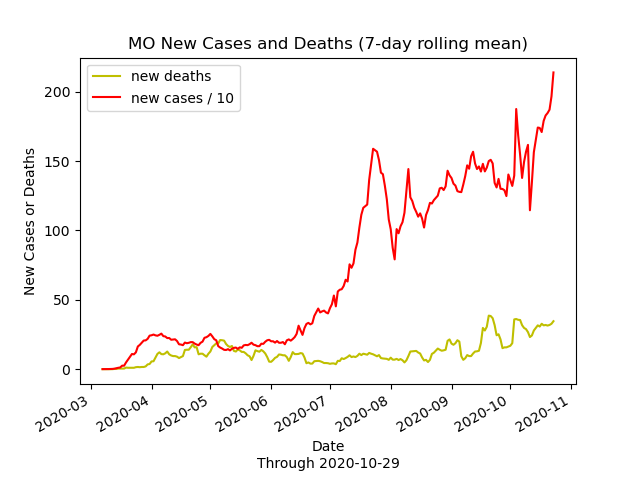 MO New Cases and Deaths (7-day rolling mean)
new deaths
new cases / 10
New Cases or Deaths
200
150
100
50
0
2020-03
2020-04
2020-05
2020-06
2020-07
2020-08
2020-09
2020-10
2020-11
Date
Through 2020-10-29